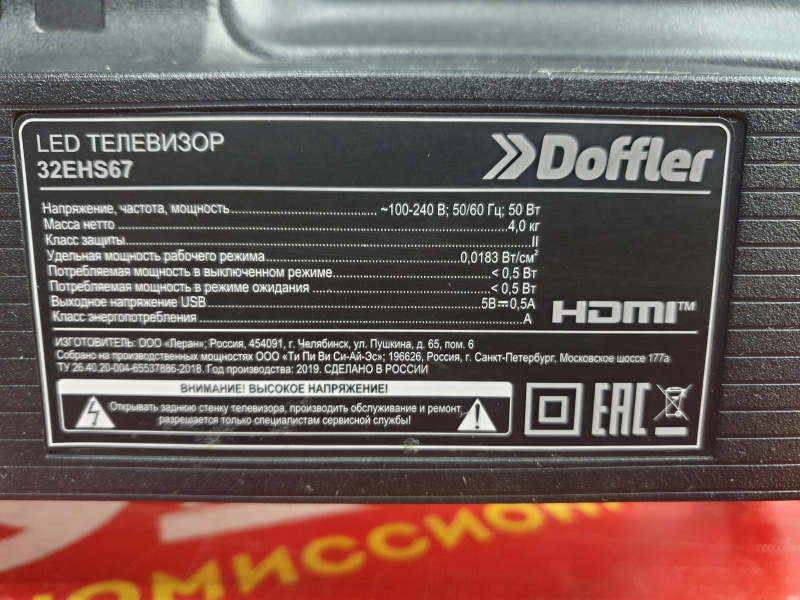 LED ТЕЛЕВИЗОР
32EHS67
Doffler
Напряжение, частота, мощность ~100-240 В; 50/60 Гц; 50 Вт
Масса нетто 4,0 кг
Класс защиты II
Удельная мощность рабочего режима 0,0183 Вт/см²
Потребляемая мощность в выключенном режиме < 0,5 Вт
Потребляемая мощность в режиме ожидания < 0,5 Вт
Выходное напряжение USB 5В⎓0,5А
Класс энергопотребления А
HDMI™
ИЗГОТОВИТЕЛЬ: ООО «Леран»; Россия, 454091, г. Челябинск, ул. Пушкина, д. 65, пом. 6
Собрано на производственных мощностях ООО «Ти Пи Ви Си-Ай-Эс»; 196626, Россия, г. Санкт-Петербург, Московское шоссе 177а
ТУ 26.40.20-004-65537886-2018. Год производства: 2019. СДЕЛАНО В РОССИИ
ВНИМАНИЕ! ВЫСОКОЕ НАПРЯЖЕНИЕ!
Открывать заднюю стенку телевизора, производить обслуживание и ремонт
разрешается только специалистам сервисной службы!
EAC